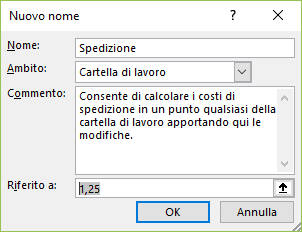 Nuovo nome
Nome: Spedizione
Ambito: Cartella di lavoro
Commento: Consente di calcolare i costi di
spedizione in un punto qualsiasi della
cartella di lavoro apportando qui le
modifiche.
Riferito a: 1,25
OK Annulla